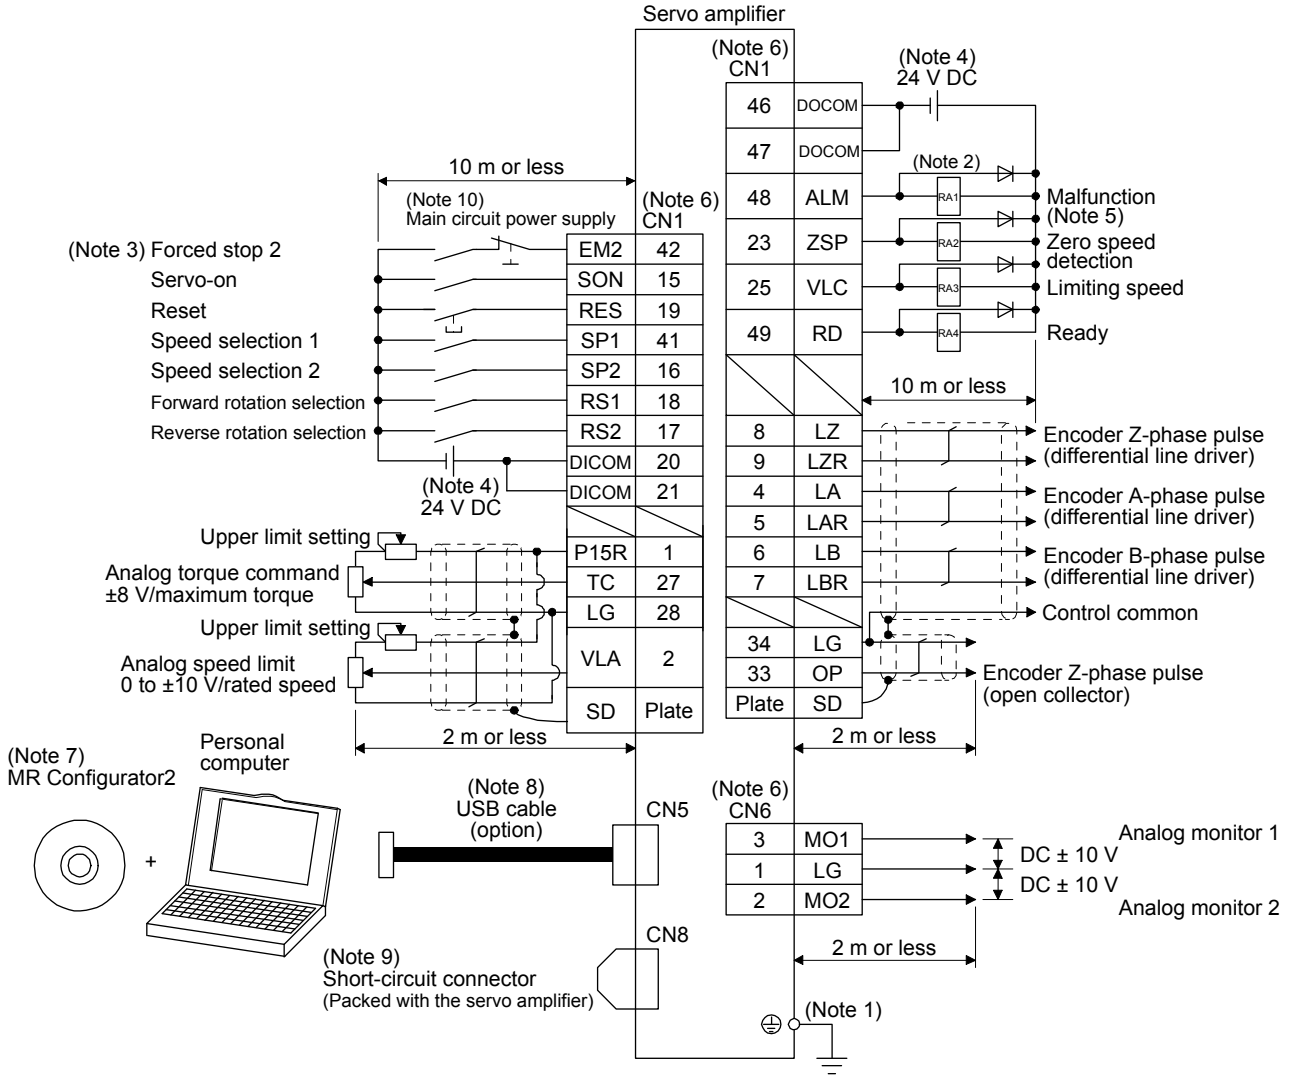 Servo amplifier
(Note 6)
CN1
(Note 4)
24 V DC
46 DOCOM
47 DOCOM
(Note 2)
48 ALM RA1 Malfunction
(Note 5)
23 ZSP RA2 Zero speed
detection
25 VLC RA3 Limiting speed
49 RD RA4 Ready
10 m or less
8 LZ Encoder Z-phase pulse
9 LZR (differential line driver)
4 LA Encoder A-phase pulse
5 LAR (differential line driver)
6 LB Encoder B-phase pulse
7 LBR (differential line driver)
Control common
34 LG
33 OP Encoder Z-phase pulse
(open collector)
Plate SD
2 m or less
10 m or less
(Note 10)
Main circuit power supply
(Note 6)
CN1
(Note 3) Forced stop 2 EM2 42
Servo-on SON 15
Reset RES 19
Speed selection 1 SP1 41
Speed selection 2 SP2 16
Forward rotation selection RS1 18
Reverse rotation selection RS2 17
DICOM 20
(Note 4)
24 V DC
DICOM 21
Upper limit setting
P15R 1
Analog torque command
±8 V/maximum torque
TC 27
LG 28
Upper limit setting
Analog speed limit
0 to ±10 V/rated speed
VLA 2
SD Plate
2 m or less
(Note 7)
MR Configurator2
+
Personal
computer
(Note 8)
USB cable
(option)
CN5
(Note 9)
Short-circuit connector
(Packed with the servo amplifier)
CN8
(Note 6)
CN6
3 MO1 Analog monitor 1
DC ± 10 V
1 LG
DC ± 10 V
2 MO2 Analog monitor 2
2 m or less
(Note 1)